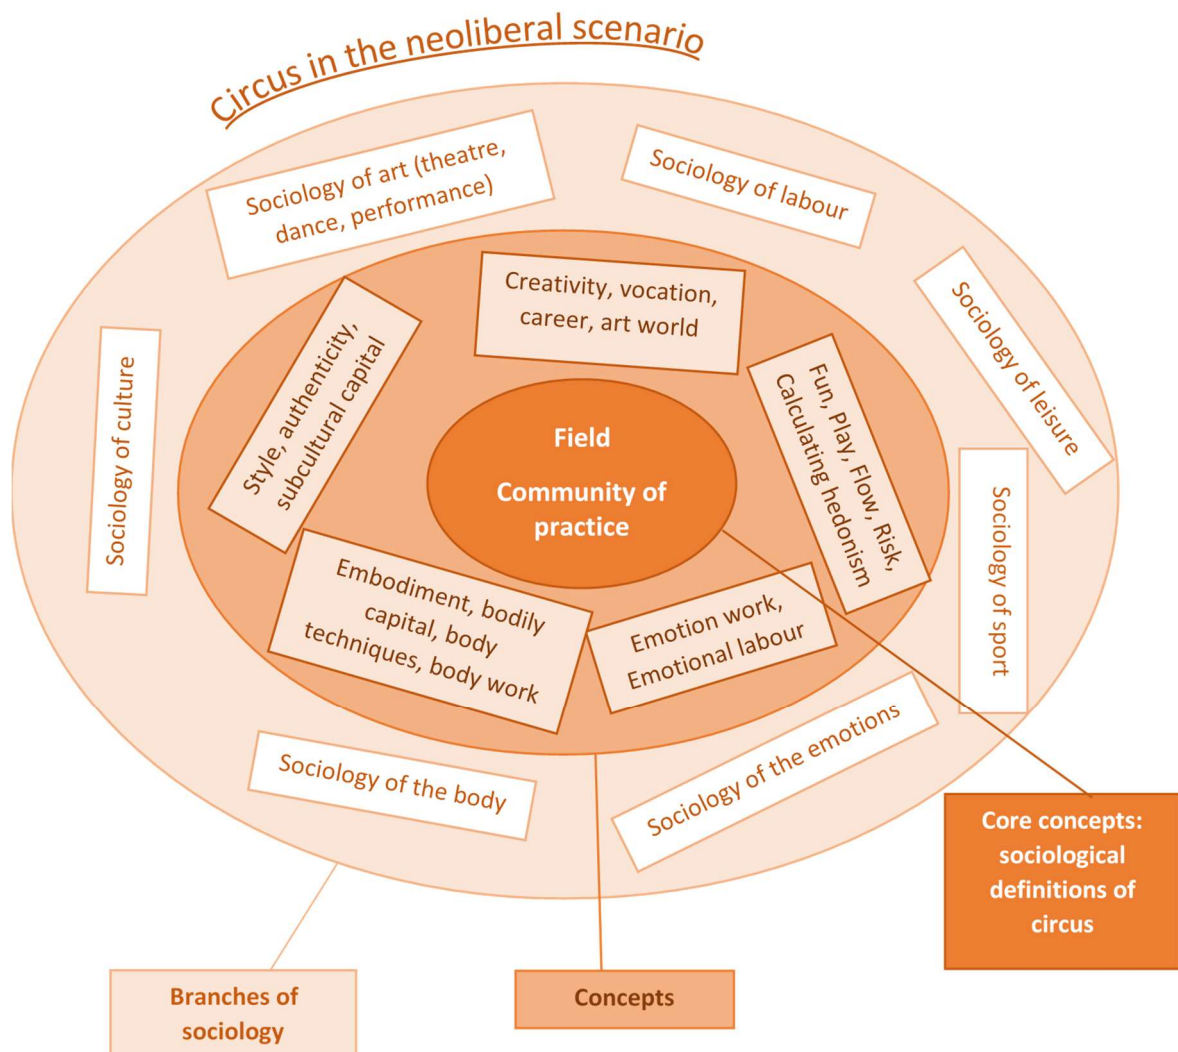 Circus in the neoliberal scenario
Sociology of art (theatre,
dance, performance)
Sociology of labour
Sociology of leisure
Sociology of culture
Sociology of sport
Sociology of the body
Sociology of the emotions
Creativity, vocation,
career, art world
Style, authenticity,
subcultural capital
Fun, Play, Flow, Risk,
Calculating hedonism
Embodiment, bodily
capital, body
techniques, body work
Emotion work,
Emotional labour
Field
Community of
practice
Core concepts:
sociological
definitions of
circus
Branches of
sociology
Concepts